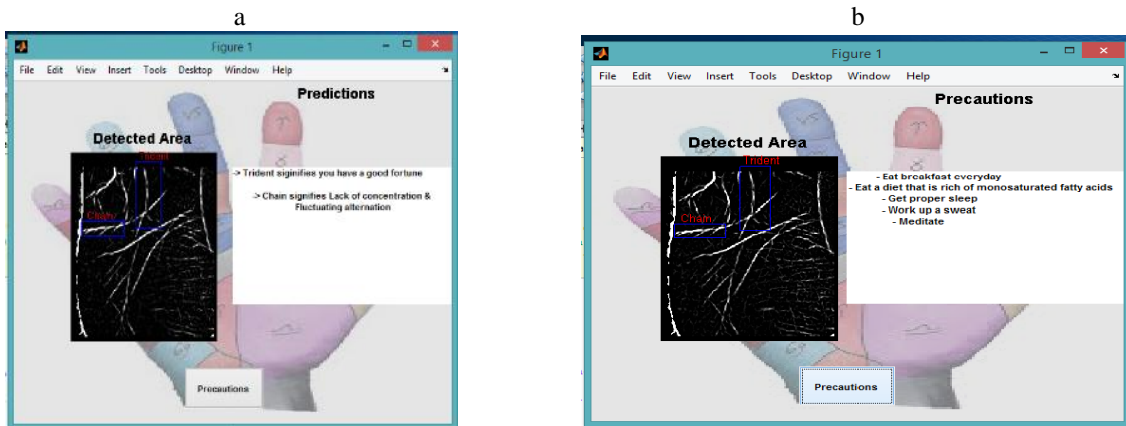 a
b
Figure 1
File Edit View Insert Tools Desktop Window Help
Predictions
Detected Area
Trident
Chain
-> Trident siginifies you have a good fortune
-> Chain signifies Lack of concentration &
Fluctuating alternation
Precautions
Figure 1
File Edit View Insert Tools Desktop Window Help
Precautions
Detected Area
Trident
Chain
- Eat breakfast everyday
- Eat a diet that is rich of monosaturated fatty acids
- Get proper sleep
- Work up a sweat
- Meditate
Precautions